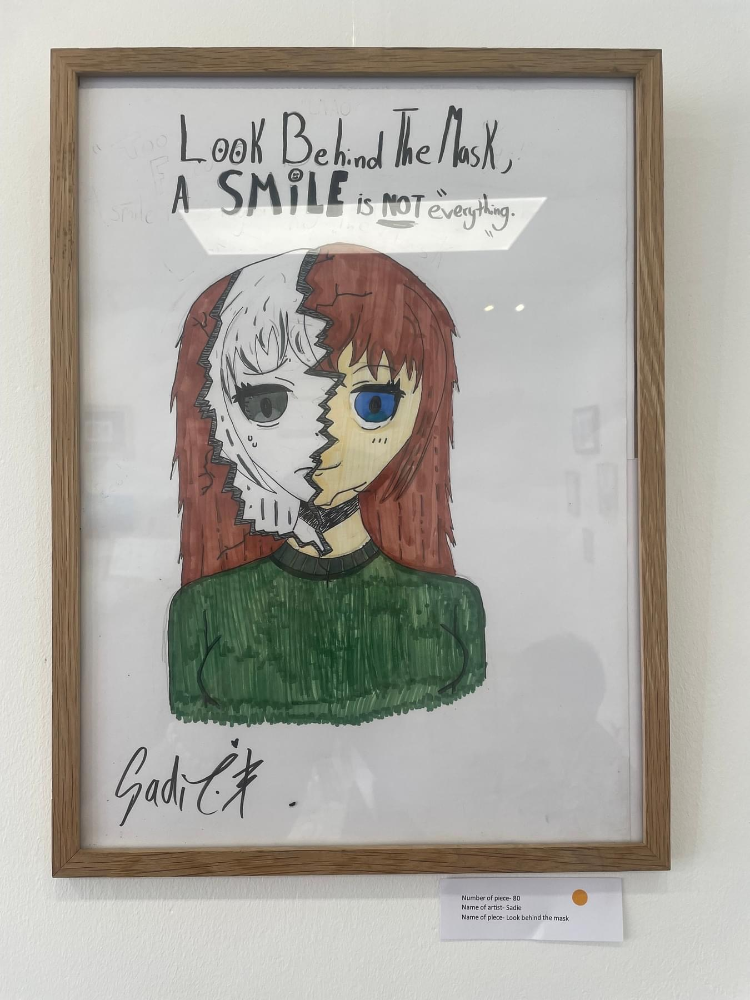 Look Behind The Mask,
A SMiLE is NOT "everything."
Sadie
Number of piece- 80
Name of artist- Sadie
Name of piece- Look behind the mask